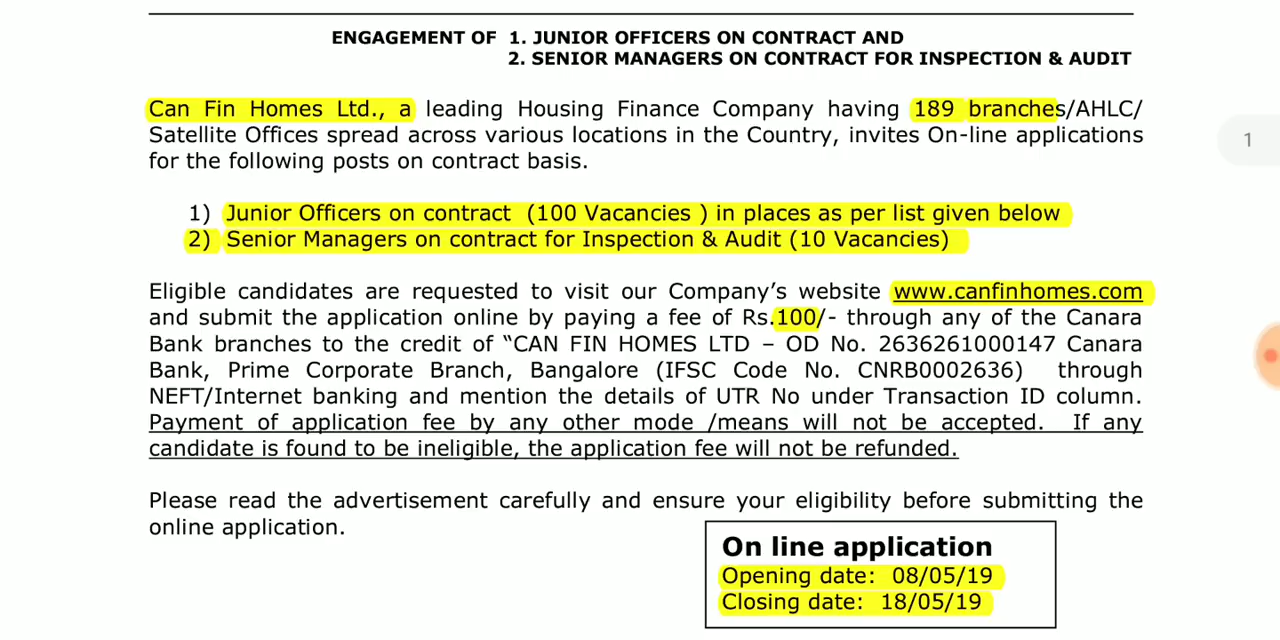 ENGAGEMENT OF 1. JUNIOR OFFICERS ON CONTRACT AND
2. SENIOR MANAGERS ON CONTRACT FOR INSPECTION & AUDIT
Can Fin Homes Ltd., a leading Housing Finance Company having 189 branches/AHLC/
Satellite Offices spread across various locations in the Country, invites On-line applications
for the following posts on contract basis.
1) Junior Officers on contract (100 Vacancies ) in places as per list given below
2) Senior Managers on contract for Inspection & Audit (10 Vacancies)
Eligible candidates are requested to visit our Company's website www.canfinhomes.com
and submit the application online by paying a fee of Rs.100/- through any of the Canara
Bank branches to the credit of “CAN FIN HOMES LTD – OD No. 2636261000147 Canara
Bank, Prime Corporate Branch, Bangalore (IFSC Code No. CNRB0002636) through
NEFT/Internet banking and mention the details of UTR No under Transaction ID column.
Payment of application fee by any other mode /means will not be accepted. If any
candidate is found to be ineligible, the application fee will not be refunded.
Please read the advertisement carefully and ensure your eligibility before submitting the
online application.
On line application
Opening date: 08/05/19
Closing date: 18/05/19
1